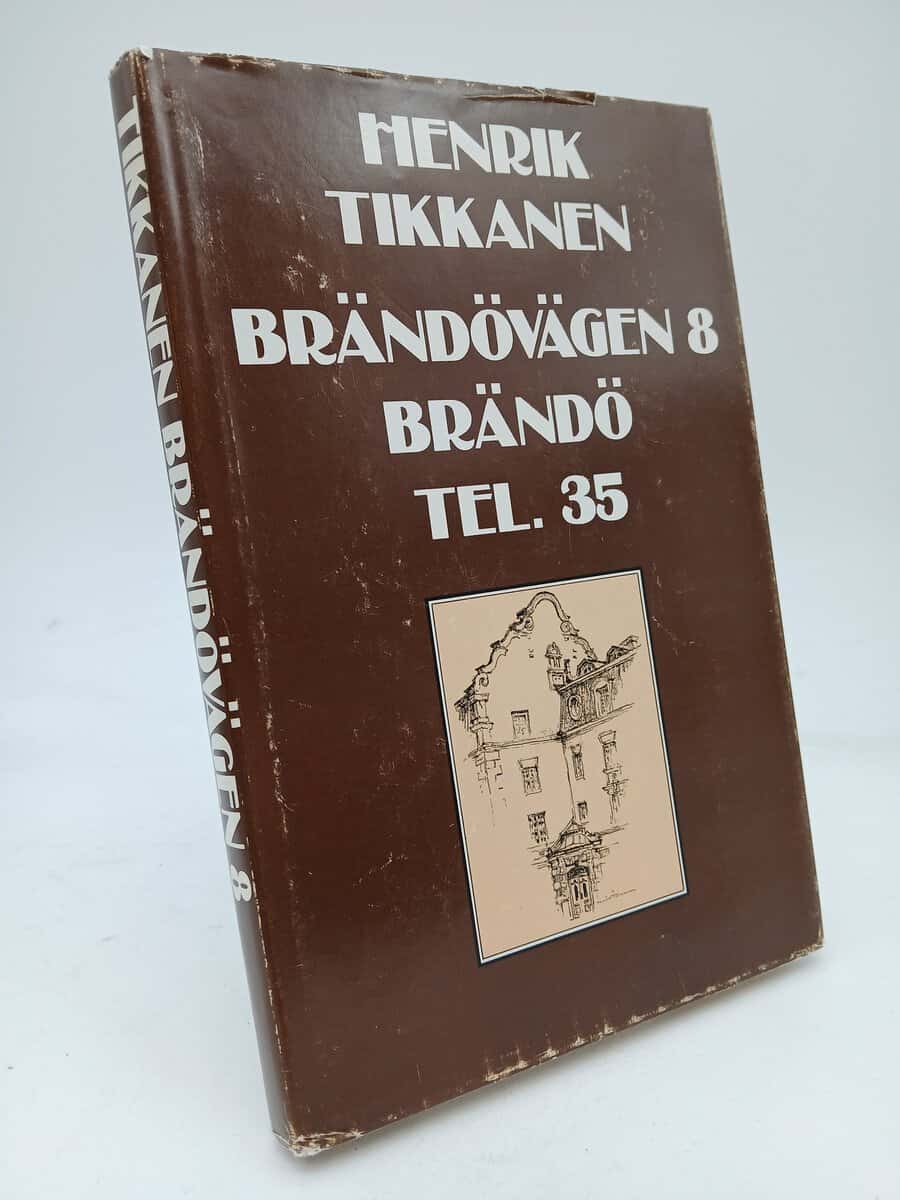 HENRIK
TIKKANEN
BRÄNDÖVÄGEN 8
BRÄNDÖ
TEL. 35
TIKKANEN BRÄNDÖVÄGEN 8